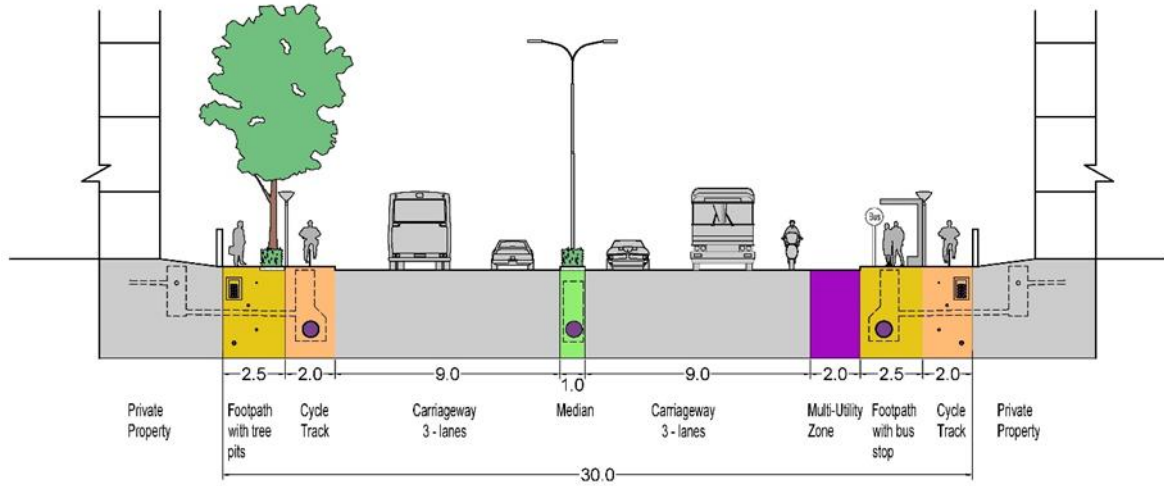 Bus
2.5
2.0
9.0
1.0
9.0
2.0
2.5
2.0
Private
Property
Footpath
with tree
pits
Cycle
Track
Carriageway
3 - lanes
Median
Carriageway
3 - lanes
Multi-Utility
Zone
Footpath
with bus
stop
Cycle
Track
Private
Property
30.0